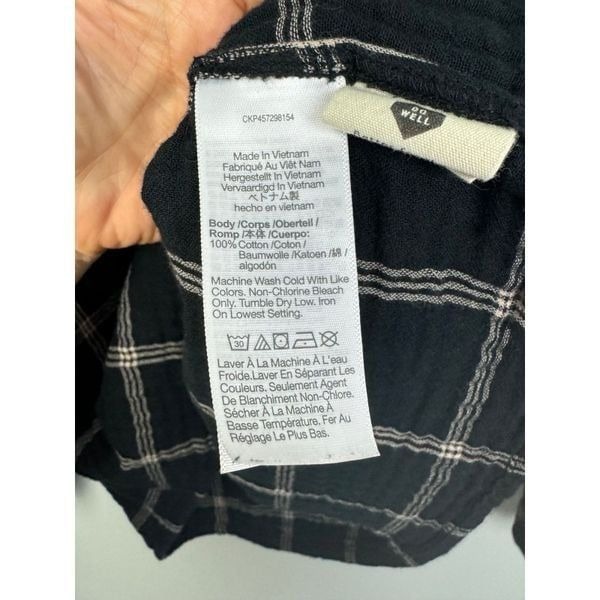 CKP457298154
Made In Vietnam
Fabriqué Au Viêt Nam
Hergestellt In Vietnam
Vervaardigd In Vietnam
ベトナム製
hecho en vietnam
Body /Corps /Oberteil /
Romp /本体 /Cuerpo:
100% Cotton /Coton /
Baumwolle /Katoen /綿 /
algodón
Machine Wash Cold With Like
Colors. Non-Chlorine Bleach
Only. Tumble Dry Low. Iron
On Lowest Setting.
30
Laver À La Machine À L'eau
Froide.Laver En Séparant Les
Couleurs. Seulement Agent
De Blanchiment Non-Chlore.
Sécher À La Machine À
Basse Température. Fer Au
Réglage Le Plus Bas.
DO
WELL